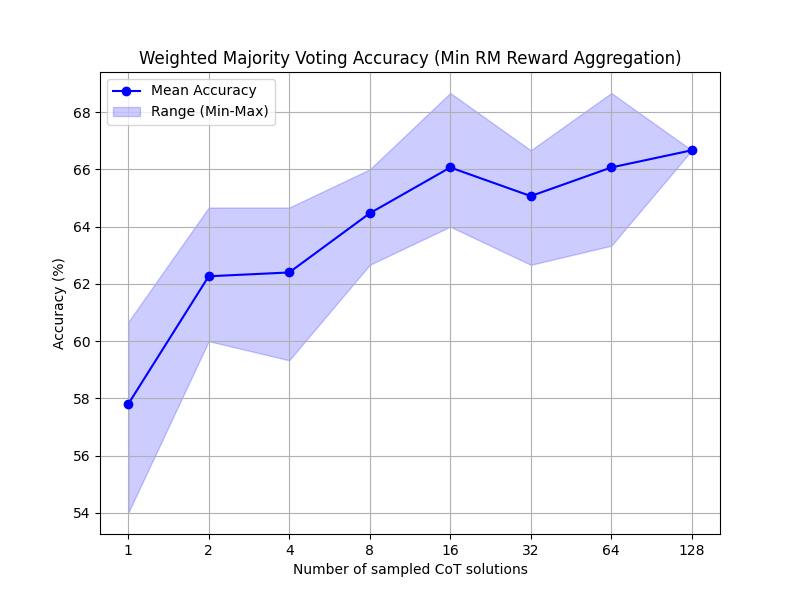 Weighted Majority Voting Accuracy (Min RM Reward Aggregation)
Mean Accuracy
Range (Min-Max)
Accuracy (%)
68
66
64
62
60
58
56
54
1 2 4 8 16 32 64 128
Number of sampled CoT solutions